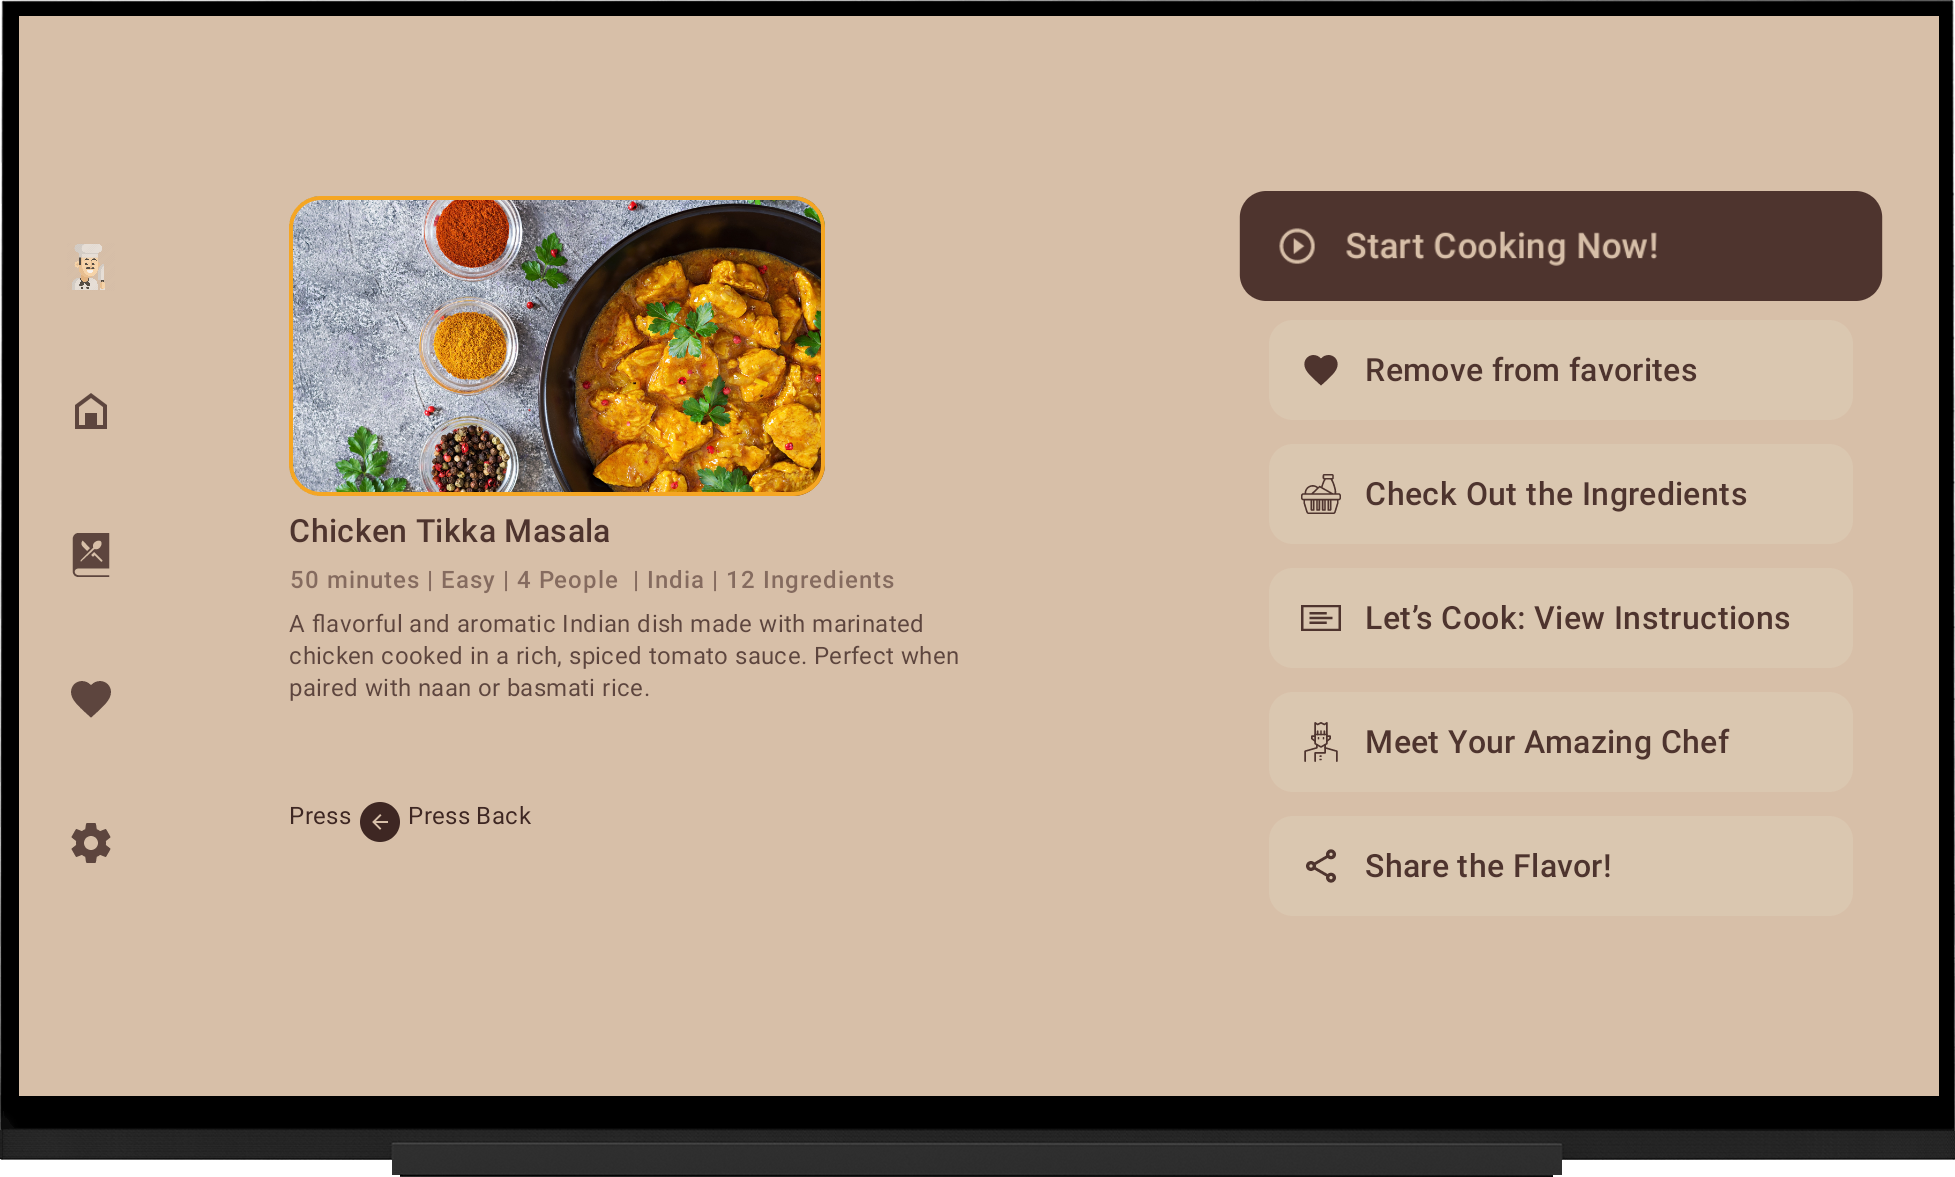 Chicken Tikka Masala
50 minutes | Easy | 4 People | India | 12 Ingredients
A flavorful and aromatic Indian dish made with marinated
chicken cooked in a rich, spiced tomato sauce. Perfect when
paired with naan or basmati rice.
Press Press Back
Start Cooking Now!
Remove from favorites
Check Out the Ingredients
Let’s Cook: View Instructions
Meet Your Amazing Chef
Share the Flavor!